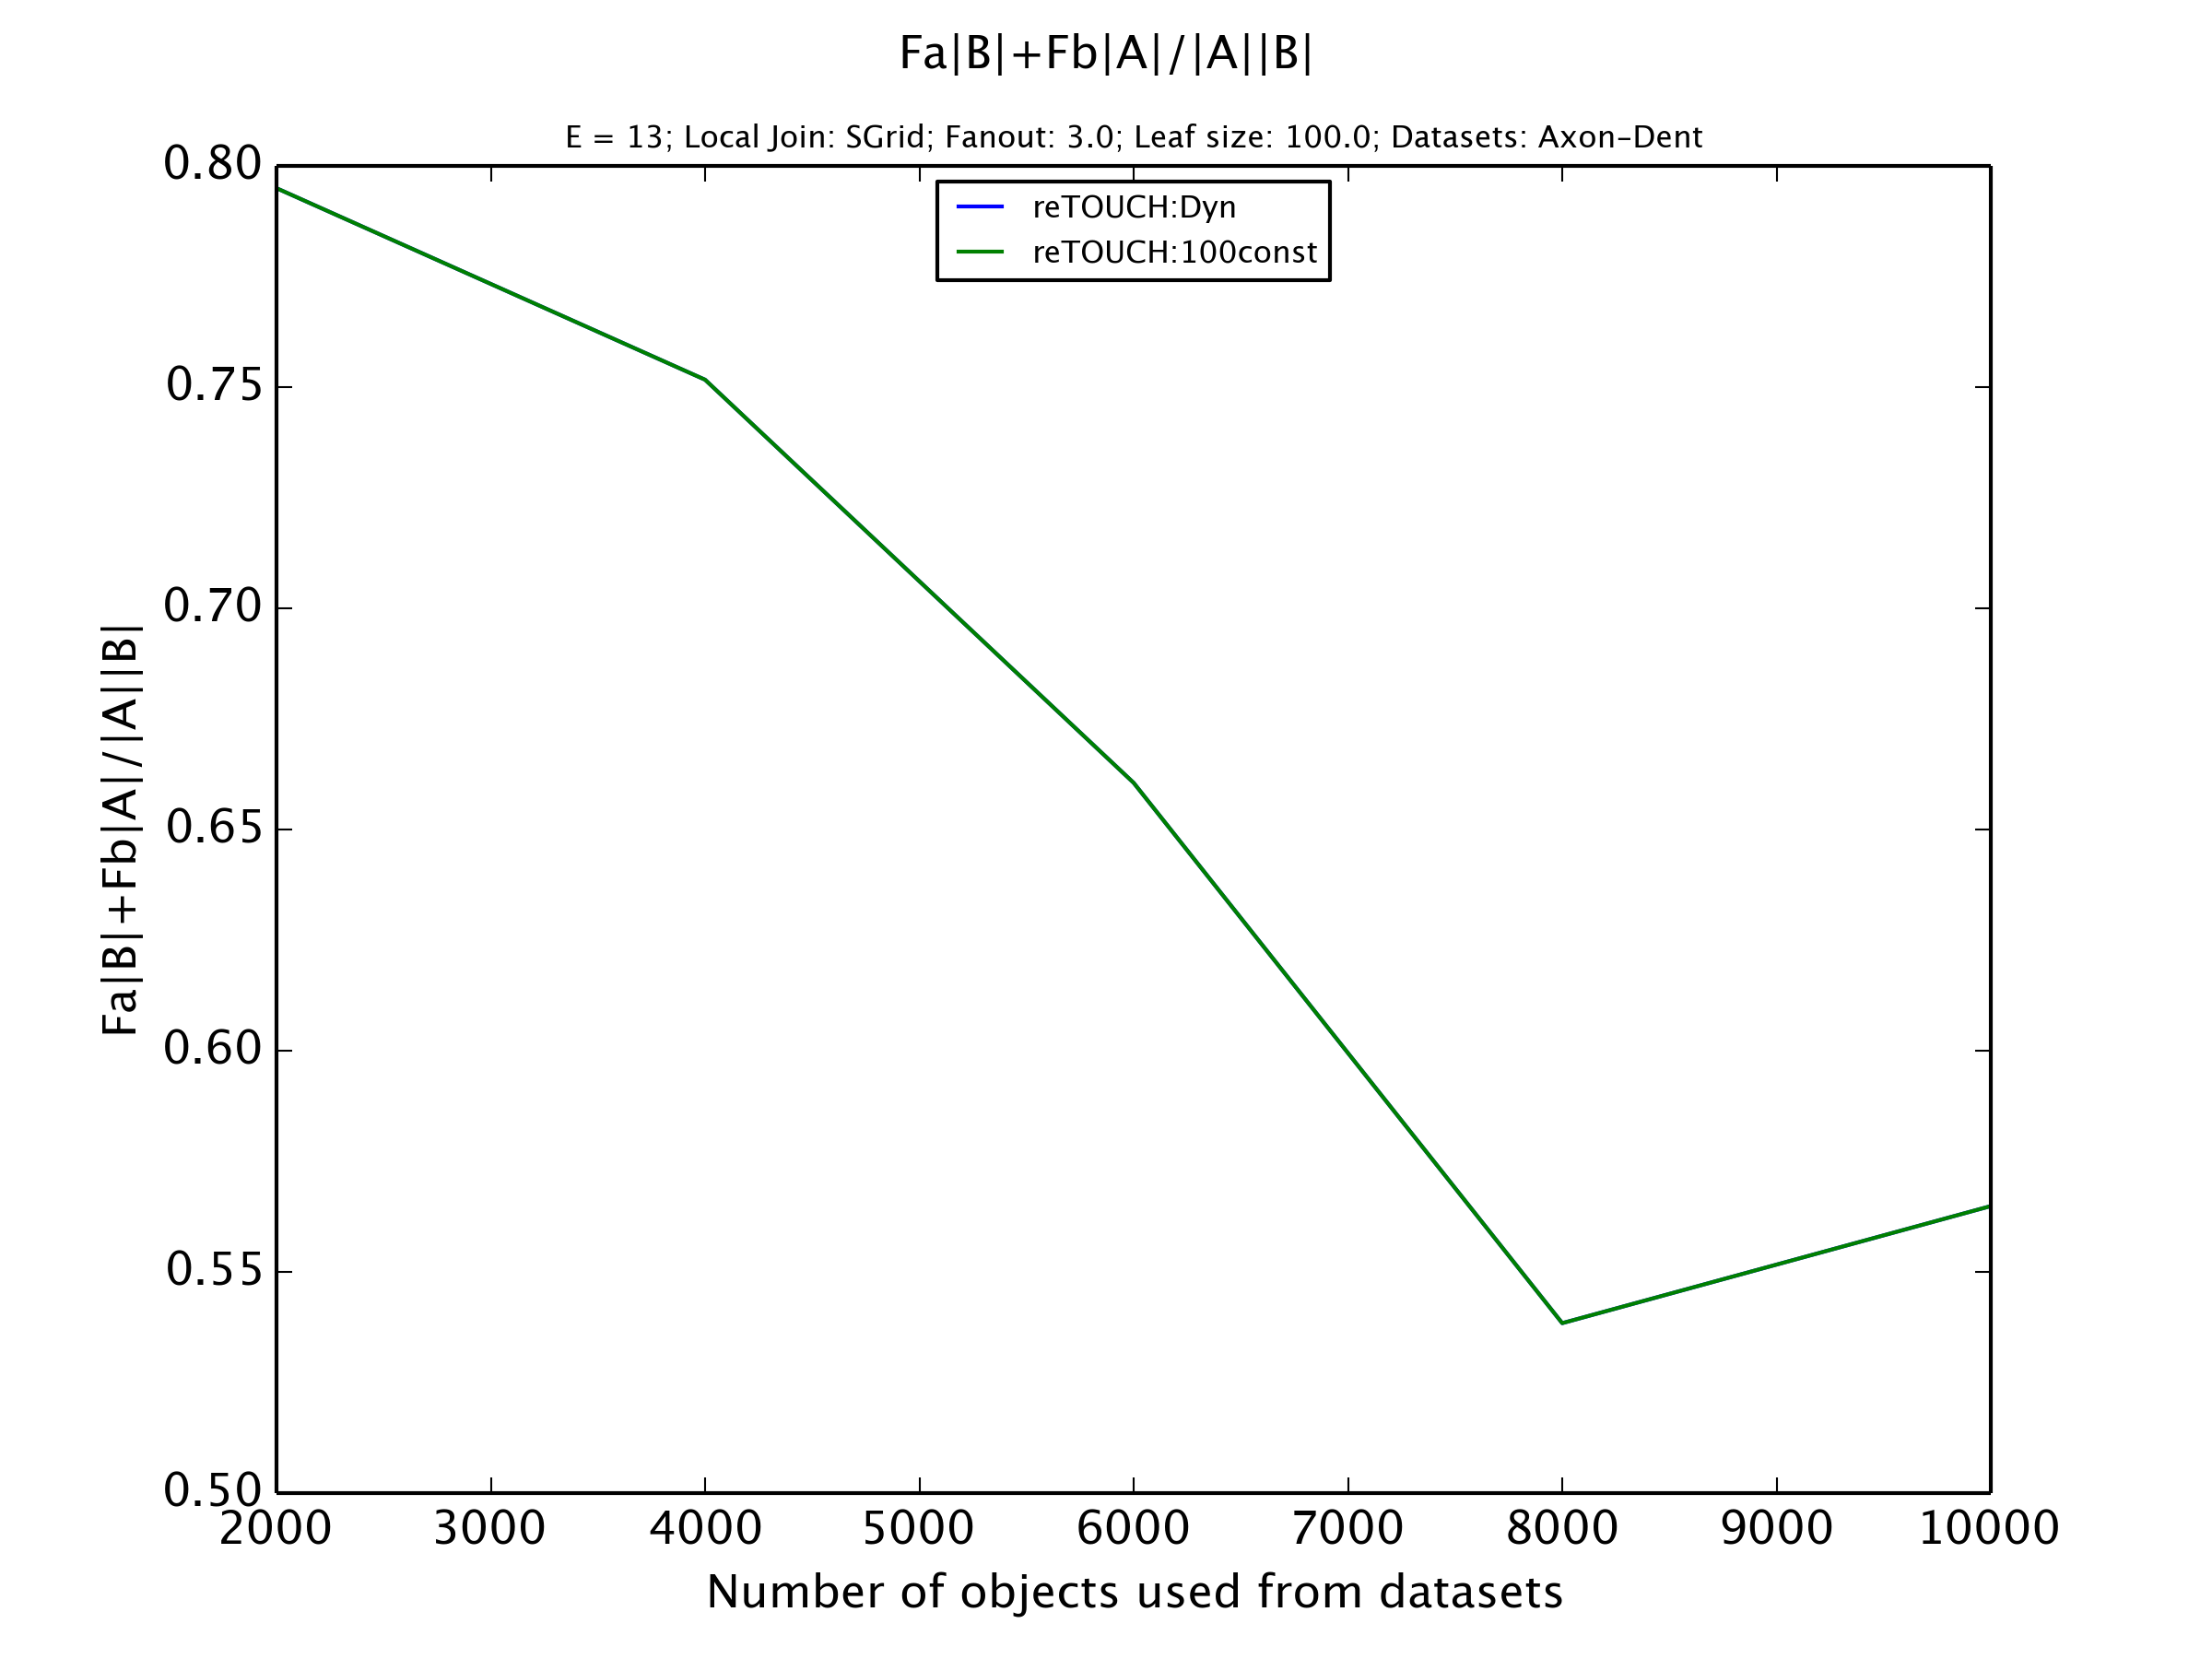 Fa|B|+Fb|A|/|A||B|
E = 13; Local Join: SGrid; Fanout: 3.0; Leaf size: 100.0; Datasets: Axon-Dent
reTOUCH:Dyn
reTOUCH:100const
Fa|B|+Fb|A|/|A||B|
0.80
0.75
0.70
0.65
0.60
0.55
0.50
2000 3000 4000 5000 6000 7000 8000 9000 10000
Number of objects used from datasets